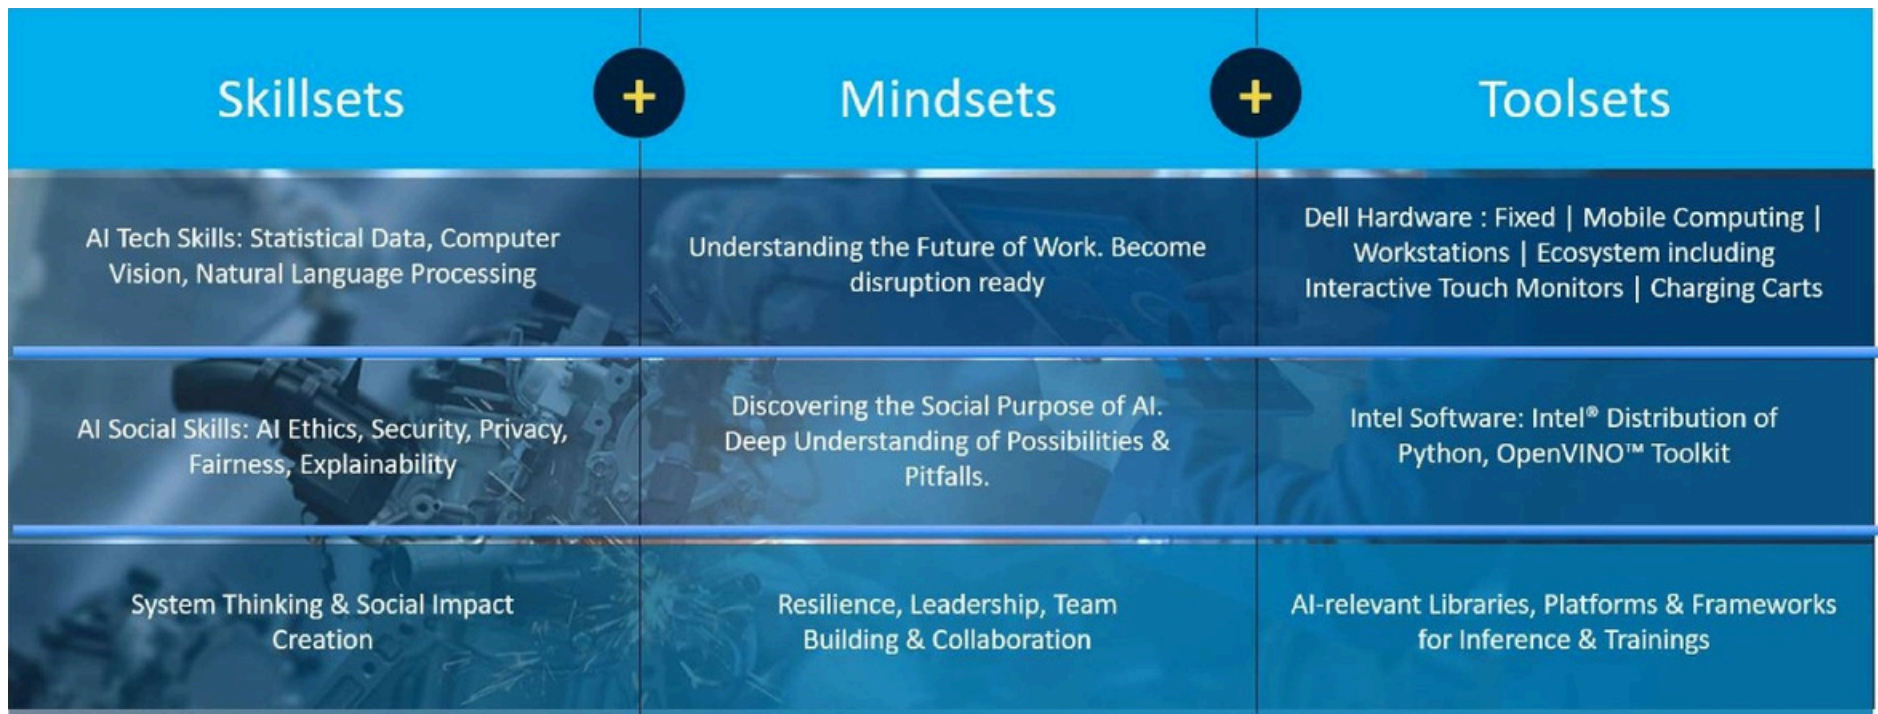 Skillsets
+
Mindsets
+
Toolsets
AI Tech Skills: Statistical Data, Computer
Vision, Natural Language Processing
Understanding the Future of Work. Become
disruption ready
Dell Hardware : Fixed | Mobile Computing |
Workstations | Ecosystem including
Interactive Touch Monitors | Charging Carts
AI Social Skills: AI Ethics, Security, Privacy,
Fairness, Explainability
Discovering the Social Purpose of AI.
Deep Understanding of Possibilities &
Pitfalls.
Intel Software: Intel® Distribution of
Python, OpenVINO™ Toolkit
System Thinking & Social Impact
Creation
Resilience, Leadership, Team
Building & Collaboration
AI-relevant Libraries, Platforms & Frameworks
for Inference & Trainings